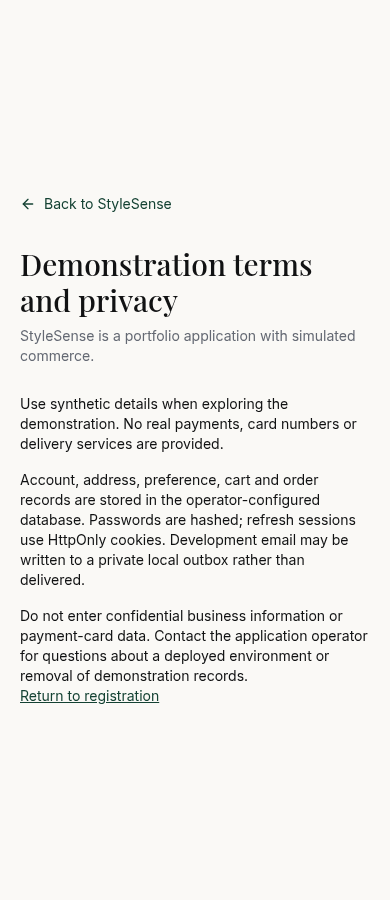 Back to StyleSense
Demonstration terms
and privacy
StyleSense is a portfolio application with simulated
commerce.
Use synthetic details when exploring the
demonstration. No real payments, card numbers or
delivery services are provided.
Account, address, preference, cart and order
records are stored in the operator-configured
database. Passwords are hashed; refresh sessions
use HttpOnly cookies. Development email may be
written to a private local outbox rather than
delivered.
Do not enter confidential business information or
payment-card data. Contact the application operator
for questions about a deployed environment or
removal of demonstration records.
Return to registration